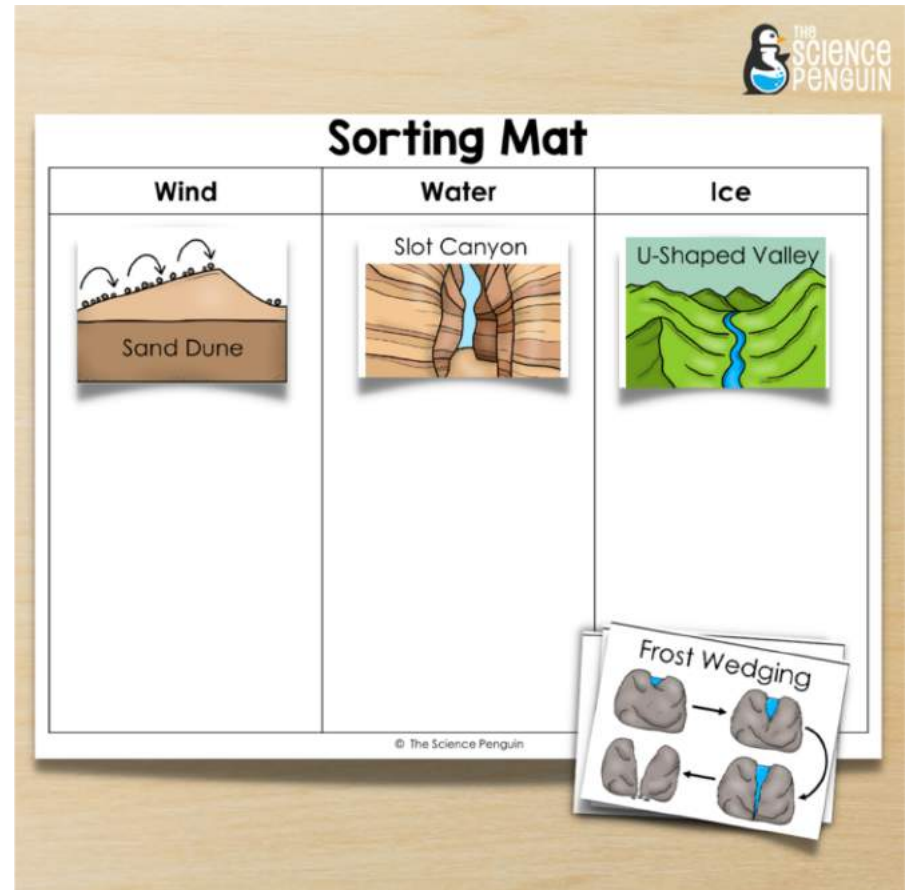 THE
SCIENCE
PENGUIN
Sorting Mat
Wind
Water
Ice
Sand Dune
Slot Canyon
U-Shaped Valley
Frost Wedging
© The Science Penguin